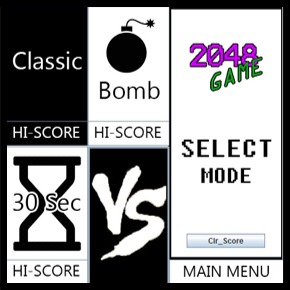 Classic
HI-SCORE
Bomb
HI-SCORE
30 Sec
HI-SCORE
VS
2048
GAME
SELECT
MODE
Clr_Score
MAIN MENU